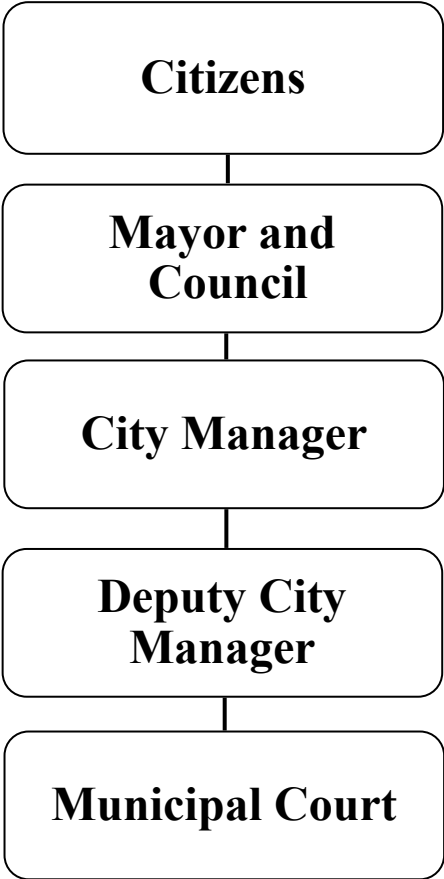 Citizens
Mayor and
Council
City Manager
Deputy City
Manager
Municipal Court